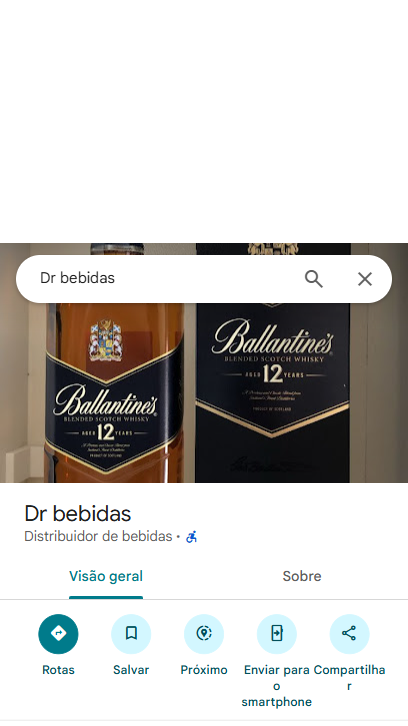 Dr bebidas
Ballantine's
BLENDED SCOTCH WHISKY
AGED 12 YEARS
Ballantine's
BLENDED SCOTCH WHISKY
AGED 12 YEARS
PRODUCT OF SCOTLAND
Dr bebidas
Distribuidor de bebidas ·
Visão geral
Sobre
Rotas
Salvar
Próximo
Enviar para
o
smartphone
Compartilha
r